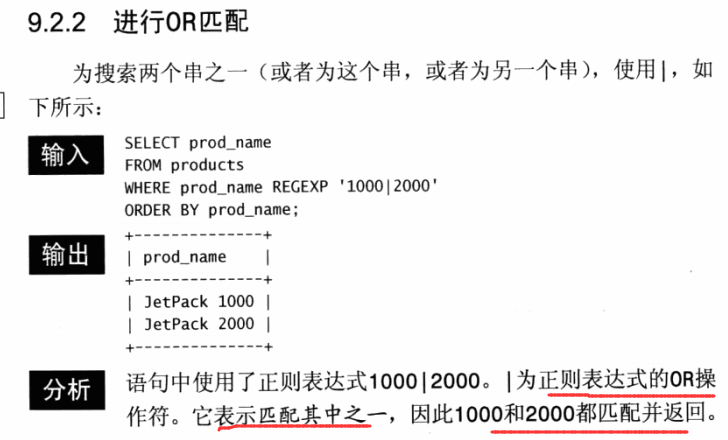 9.2.2 进行OR匹配
为搜索两个串之一（或者为这个串，或者为另一个串），使用|，如
下所示：
输入
SELECT prod_name
FROM products
WHERE prod_name REGEXP '1000|2000'
ORDER BY prod_name;
输出
+--------------+
| prod_name    |
+--------------+
| JetPack 1000 |
| JetPack 2000 |
+--------------+
分析
语句中使用了正则表达式1000|2000。|为正则表达式的OR操
作符。它表示匹配其中之一，因此1000和2000都匹配并返回。